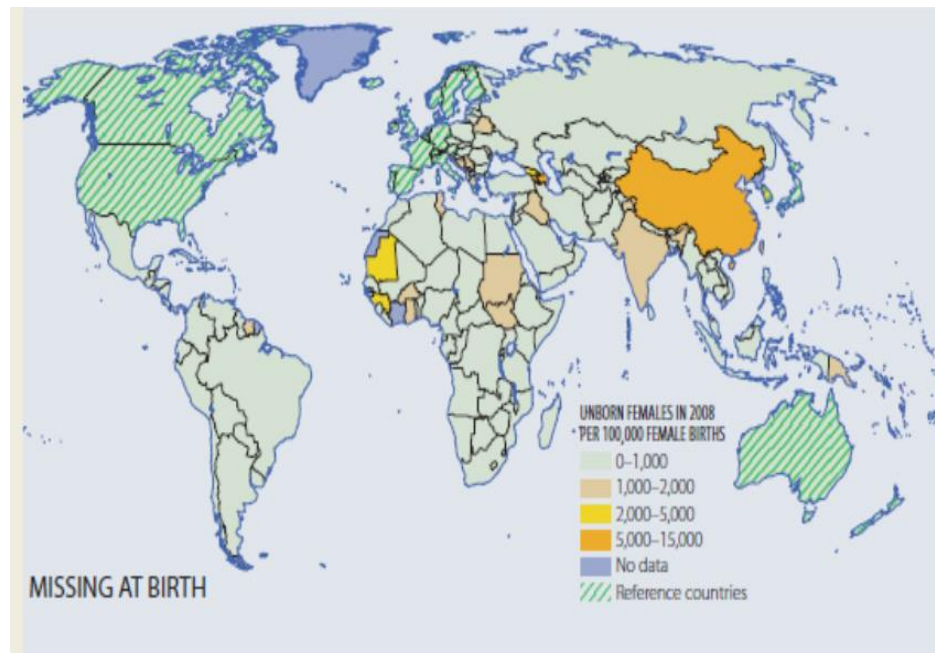 UNBORN FEMALES IN 2008
PER 100,000 FEMALE BIRTHS
0–1,000
1,000–2,000
2,000–5,000
5,000–15,000
No data
Reference countries
MISSING AT BIRTH